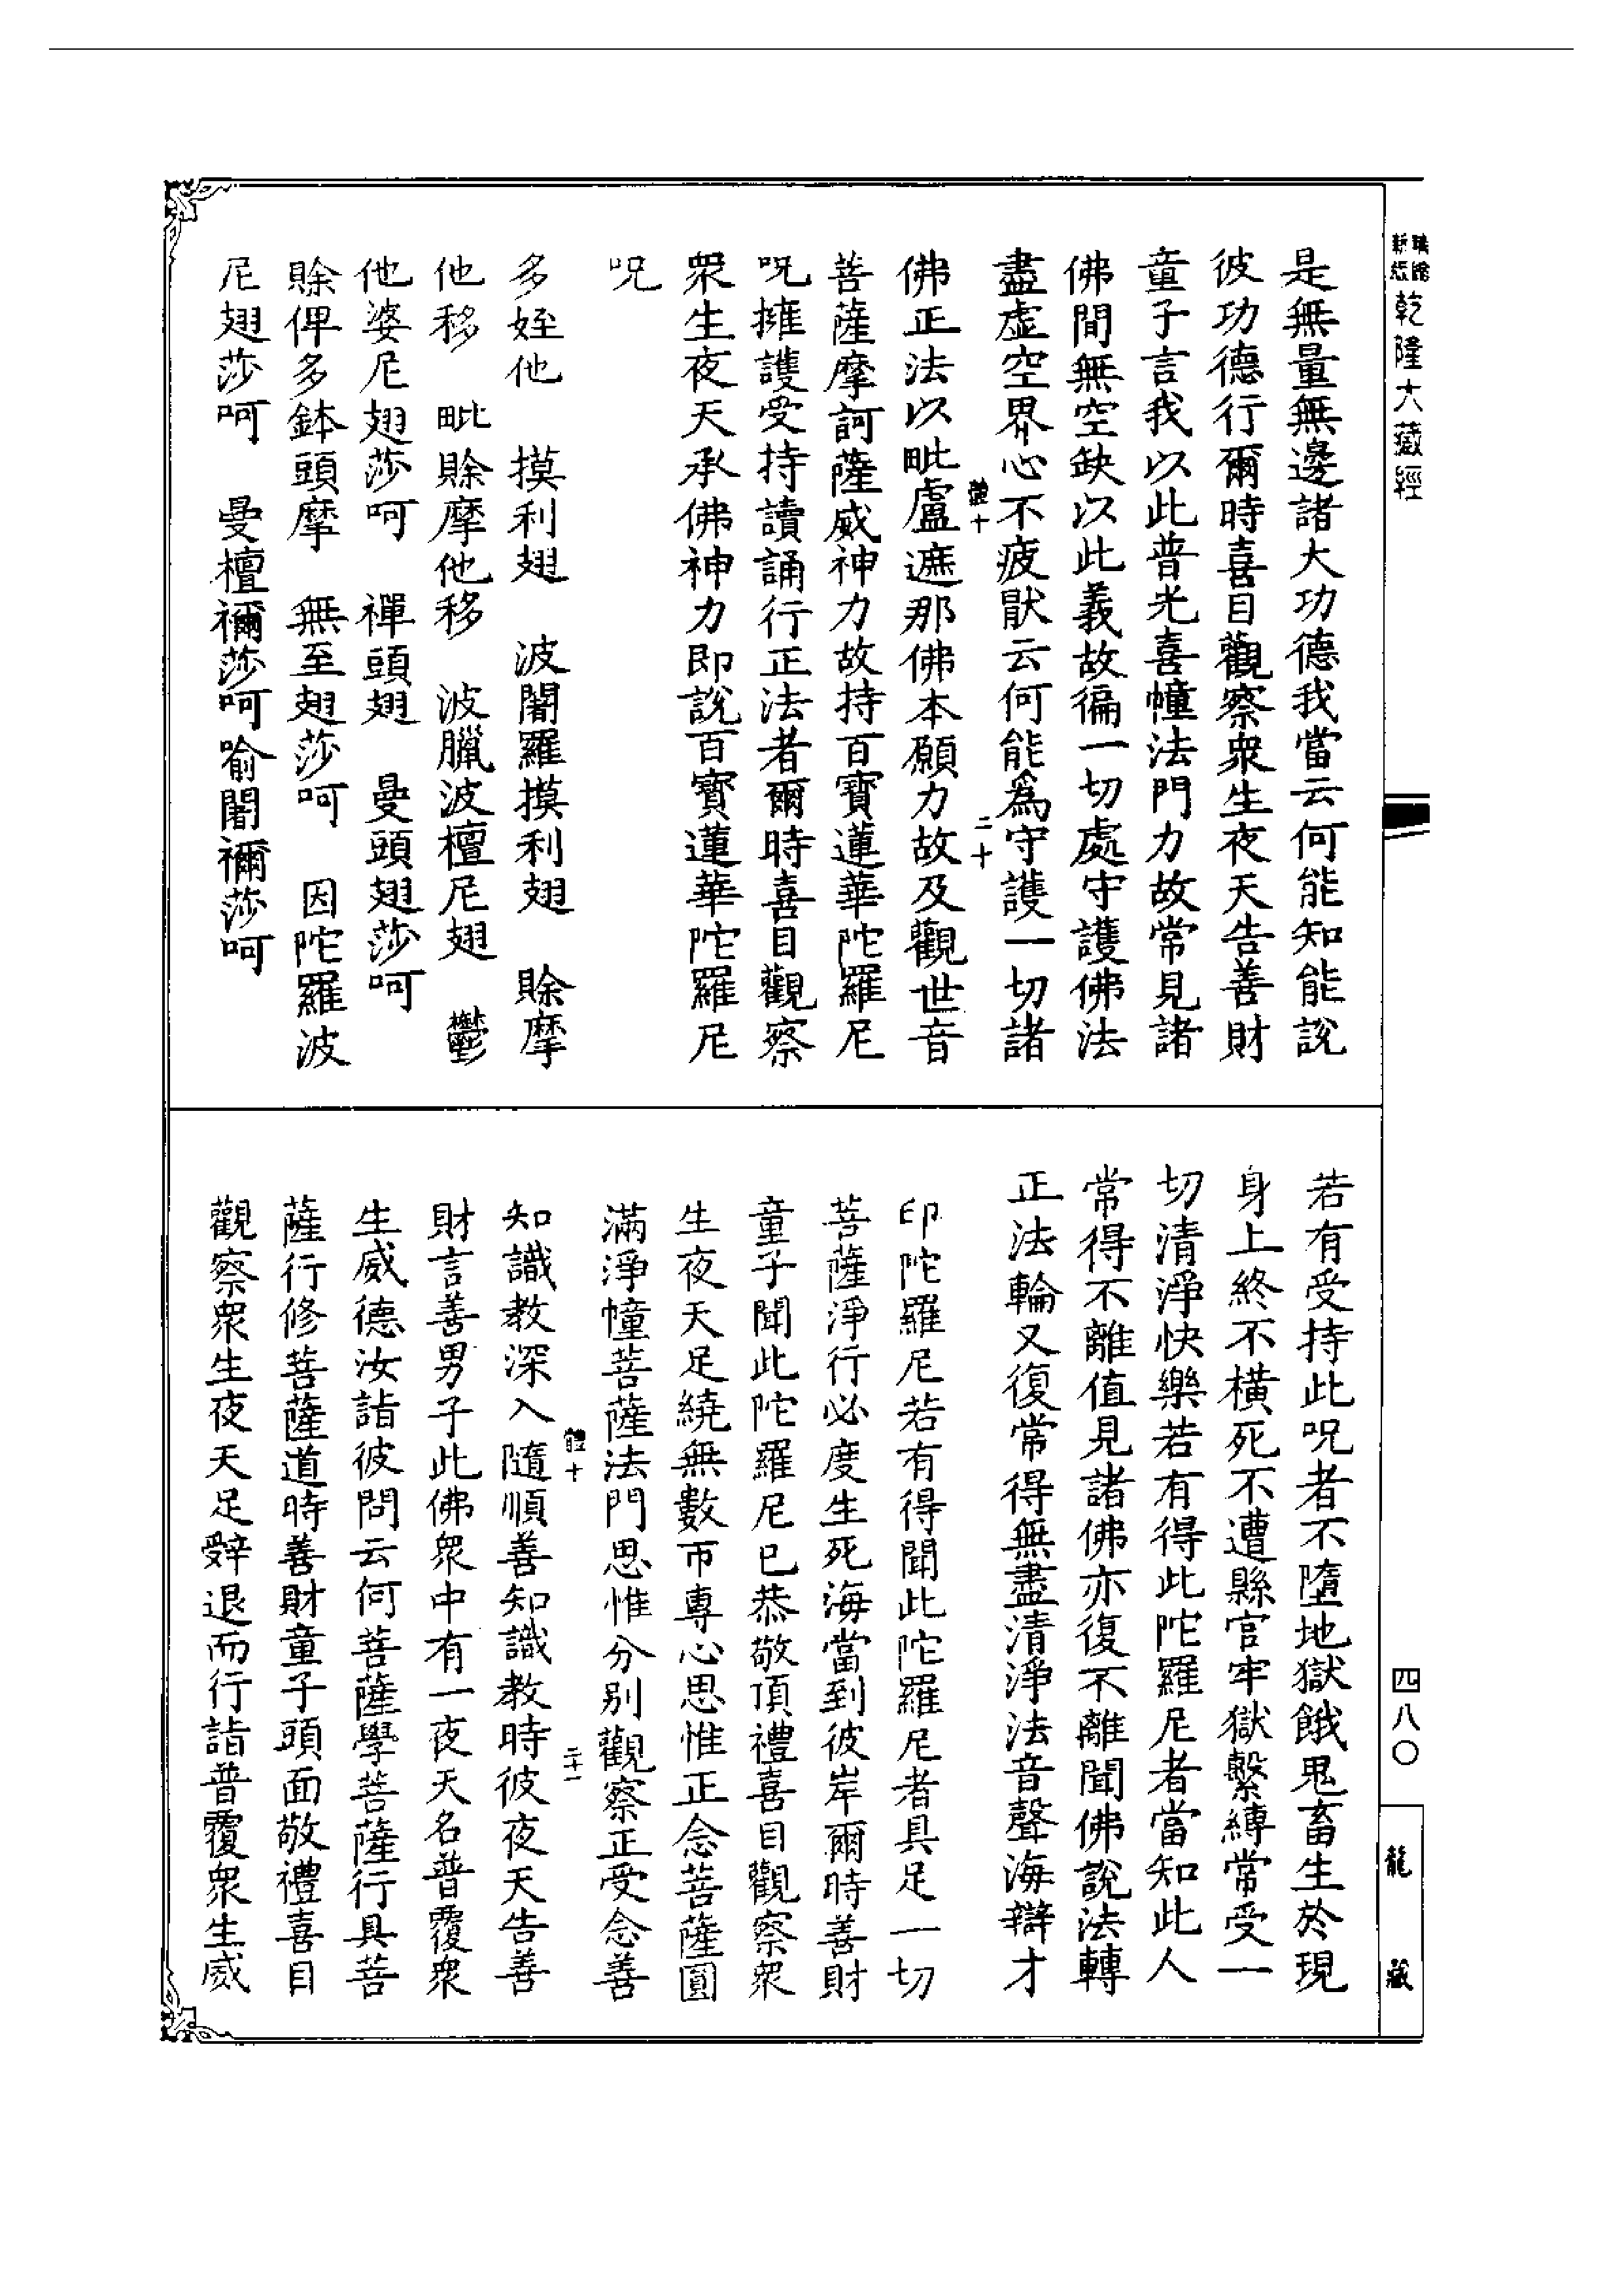 乾隆大藏經
是無量無邊諸大功德我當云何能知能說
彼功德行爾時喜目觀察衆生夜天告善財
童子言我以此普光喜幢法門力故常見諸
佛間無空缺以此義故徧一切處守護佛法
盡虛空界心不疲猒云何能爲守護一切諸
體十 二十
佛正法以毗盧遮那佛本願力故及觀世音
菩薩摩訶薩威神力故持百寶蓮華陀羅尼
呪擁護受持讀誦行正法者爾時喜目觀察
衆生夜天承佛神力即說百寶蓮華陀羅尼
呪
多姪他 摸利翅 波闍羅摸利翅 賒摩
他移 毗賒摩他移 波臘波檀尼翅 鬱
他婆尼翅莎呵 禪頭翅 曼頭翅莎呵
賒俾多鉢頭摩 無至翅莎呵 因陀羅波
尼翅莎呵 曼檀禰莎呵喻闍禰莎呵
若有受持此呪者不墮地獄餓鬼畜生於現
身上終不橫死不遭縣官牢獄繫縛常受一
切清淨快樂若有得此陀羅尼者當知此人
常得不離值見諸佛亦復不離聞佛說法轉
正法輪又復常得無盡清淨法音聲海辯才
印陀羅尼若有得聞此陀羅尼者具足一切
菩薩淨行必度生死海當到彼岸爾時善財
童子聞此陀羅尼已恭敬頂禮喜目觀察衆
生夜天足繞無數帀專心思惟正念菩薩圓
滿淨幢菩薩法門思惟分別觀察正受念善
體十 二十一
知識教深入隨順善知識教時彼夜天告善
財言善男子此佛衆中有一夜天名普覆衆
生威德汝詣彼問云何菩薩學菩薩行具菩
薩行修菩薩道時善財童子頭面敬禮喜目
觀察衆生夜天足辭退而行詣普覆衆生威
四八〇
龍藏